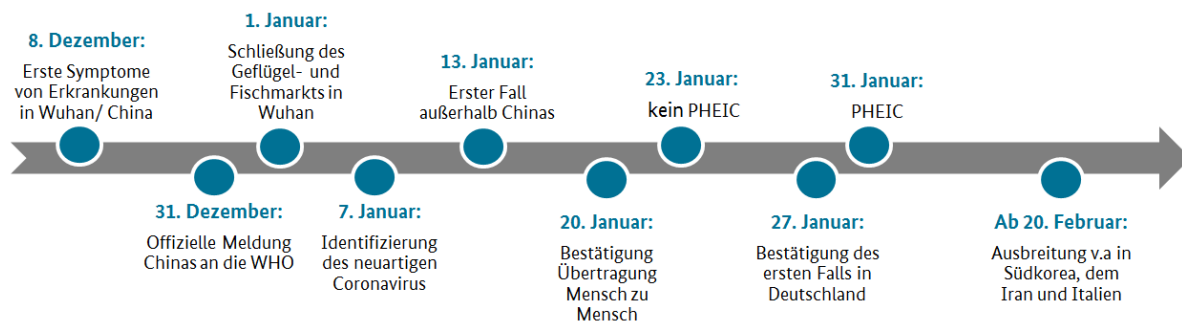 8. Dezember:
Erste Symptome
von Erkrankungen
in Wuhan/ China
31. Dezember:
Offizielle Meldung
Chinas an die WHO
1. Januar:
Schließung des
Geflügel- und
Fischmarkts in
Wuhan
7. Januar:
Identifizierung
des neuartigen
Coronavirus
13. Januar:
Erster Fall
außerhalb Chinas
20. Januar:
Bestätigung
Übertragung
Mensch zu
Mensch
23. Januar:
kein PHEIC
27. Januar:
Bestätigung des
ersten Falls in
Deutschland
31. Januar:
PHEIC
Ab 20. Februar:
Ausbreitung v.a in
Südkorea, dem
Iran und Italien